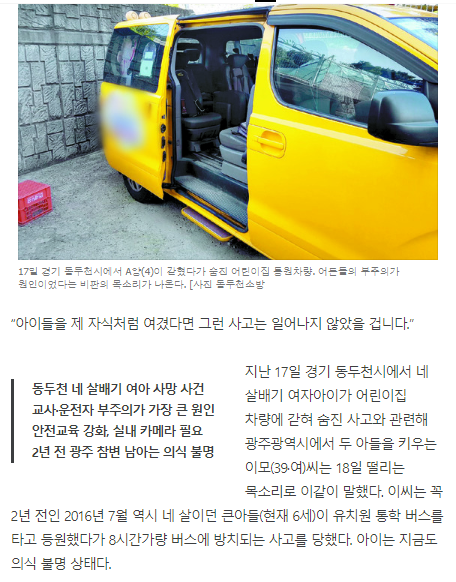 17일 경기 동두천시에서 A양(4)이 갇혔다가 숨진 어린이집 통원차량. 어른들의 부주의가
원인이었다는 비판의 목소리가 나온다. [사진 동두천소방
“아이들을 제 자식처럼 여겼다면 그런 사고는 일어나지 않았을 겁니다.”
동두천 네 살배기 여아 사망 사건
교사·운전자 부주의가 가장 큰 원인
안전교육 강화, 실내 카메라 필요
2년 전 광주 참변 남아는 의식 불명
지난 17일 경기 동두천시에서 네
살배기 여자아이가 어린이집
차량에 갇혀 숨진 사고와 관련해
광주광역시에서 두 아들을 키우는
이모(39·여)씨는 18일 떨리는
목소리로 이같이 말했다. 이씨는 꼭
2년 전인 2016년 7월 역시 네 살이던 큰아들(현재 6세)이 유치원 통학 버스를
타고 등원했다가 8시간가량 버스에 방치되는 사고를 당했다. 아이는 지금도
의식 불명 상태다.